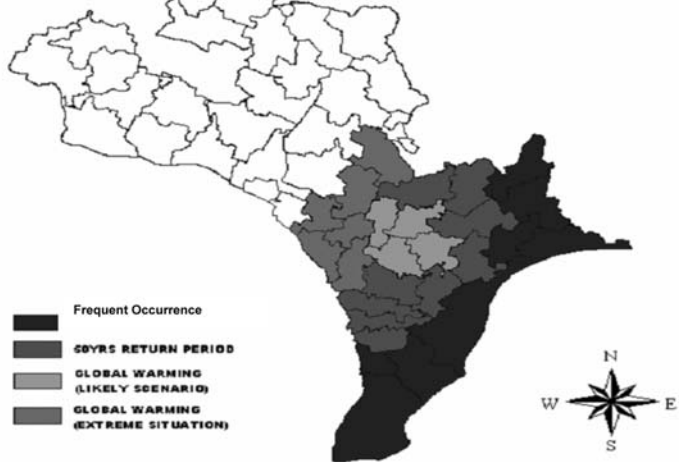 Frequent Occurrence
50YRS RETURN PERIOD
GLOBAL WARMING
(LIKELY SCENARIO)
GLOBAL WARMING
(EXTREME SITUATION)
N
W E
S